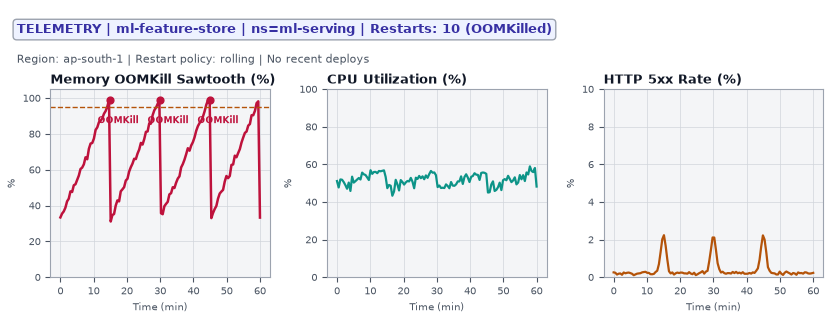 TELEMETRY | ml-feature-store | ns=ml-serving | Restarts: 10 (OOMKilled)
Region: ap-south-1 | Restart policy: rolling | No recent deploys
Memory OOMKill Sawtooth (%)
100
80
60
40
20
0
%
OOMKill OOMKill OOMKill
0 10 20 30 40 50 60
Time (min)
CPU Utilization (%)
100
80
60
40
20
0
%
0 10 20 30 40 50 60
Time (min)
HTTP 5xx Rate (%)
10
8
6
4
2
0
%
0 10 20 30 40 50 60
Time (min)